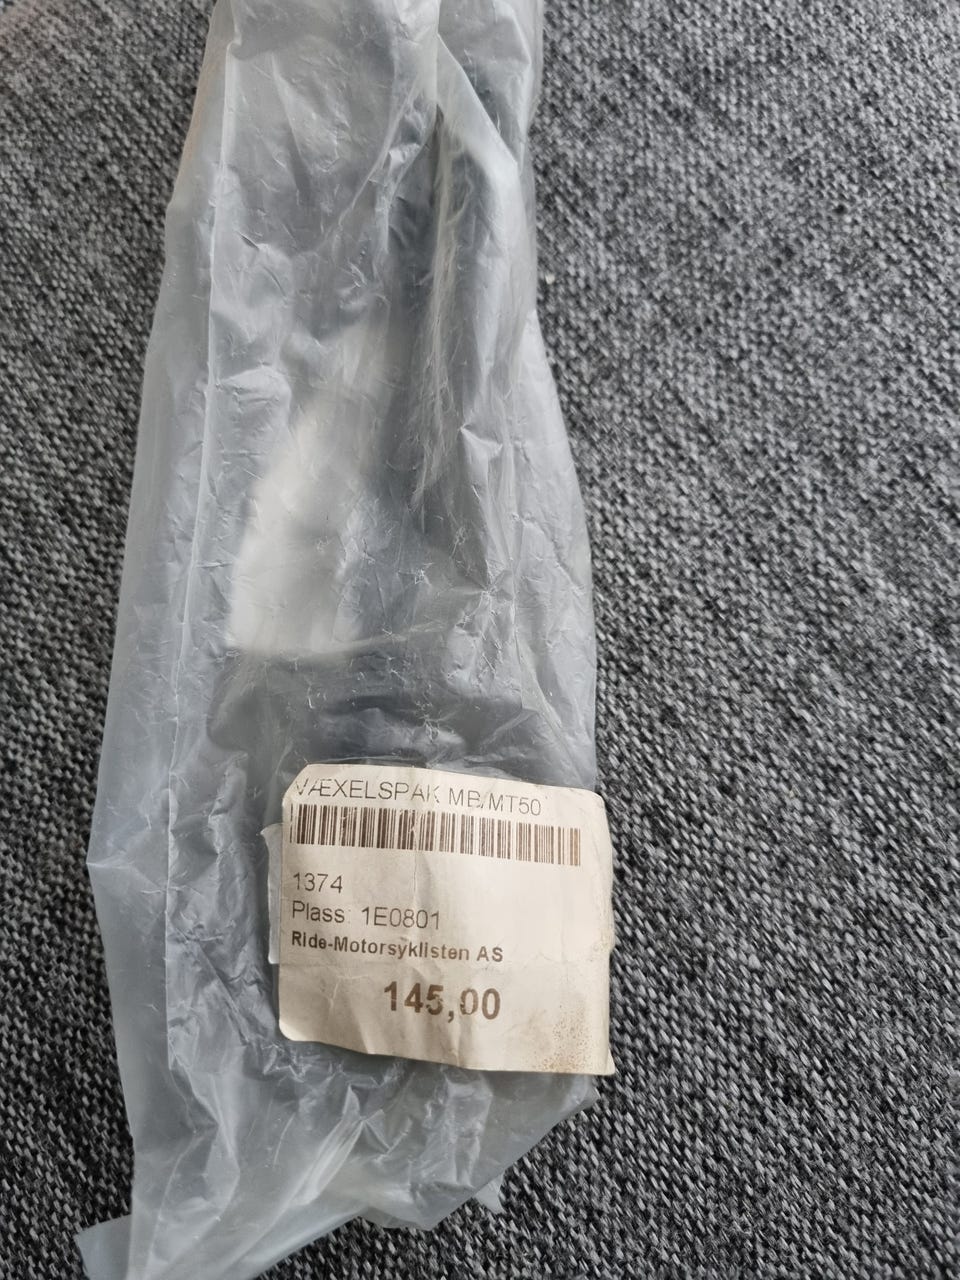 VÆXELSPAK MB/MT50
1374
Plass: 1E0801
Ride-Motorsyklisten AS
145,00